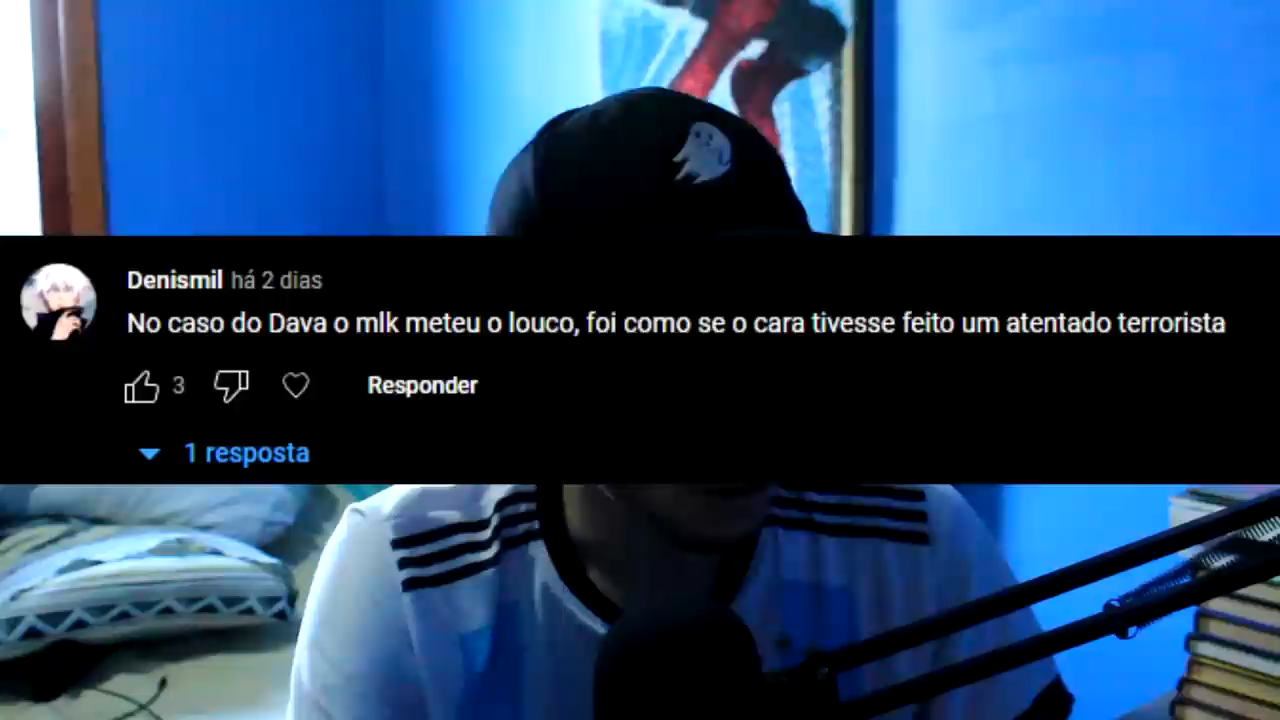 Denismil há 2 dias
No caso do Dava o mlk meteu o louco, foi como se o cara tivesse feito um atentado terrorista
3 Responder
1 resposta